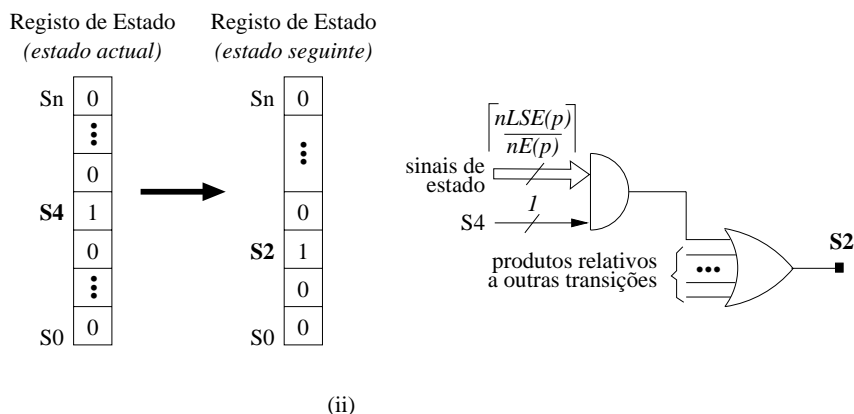 Registo de Estado
(estado actual)
Registo de Estado
(estado seguinte)
Sn
0
0
S4
1
0
S0
0
Sn
0
0
S2
1
0
0
nLSE(p)
nE(p)
sinais de
estado
1
S4
produtos relativos
a outras transições
S2
(ii)